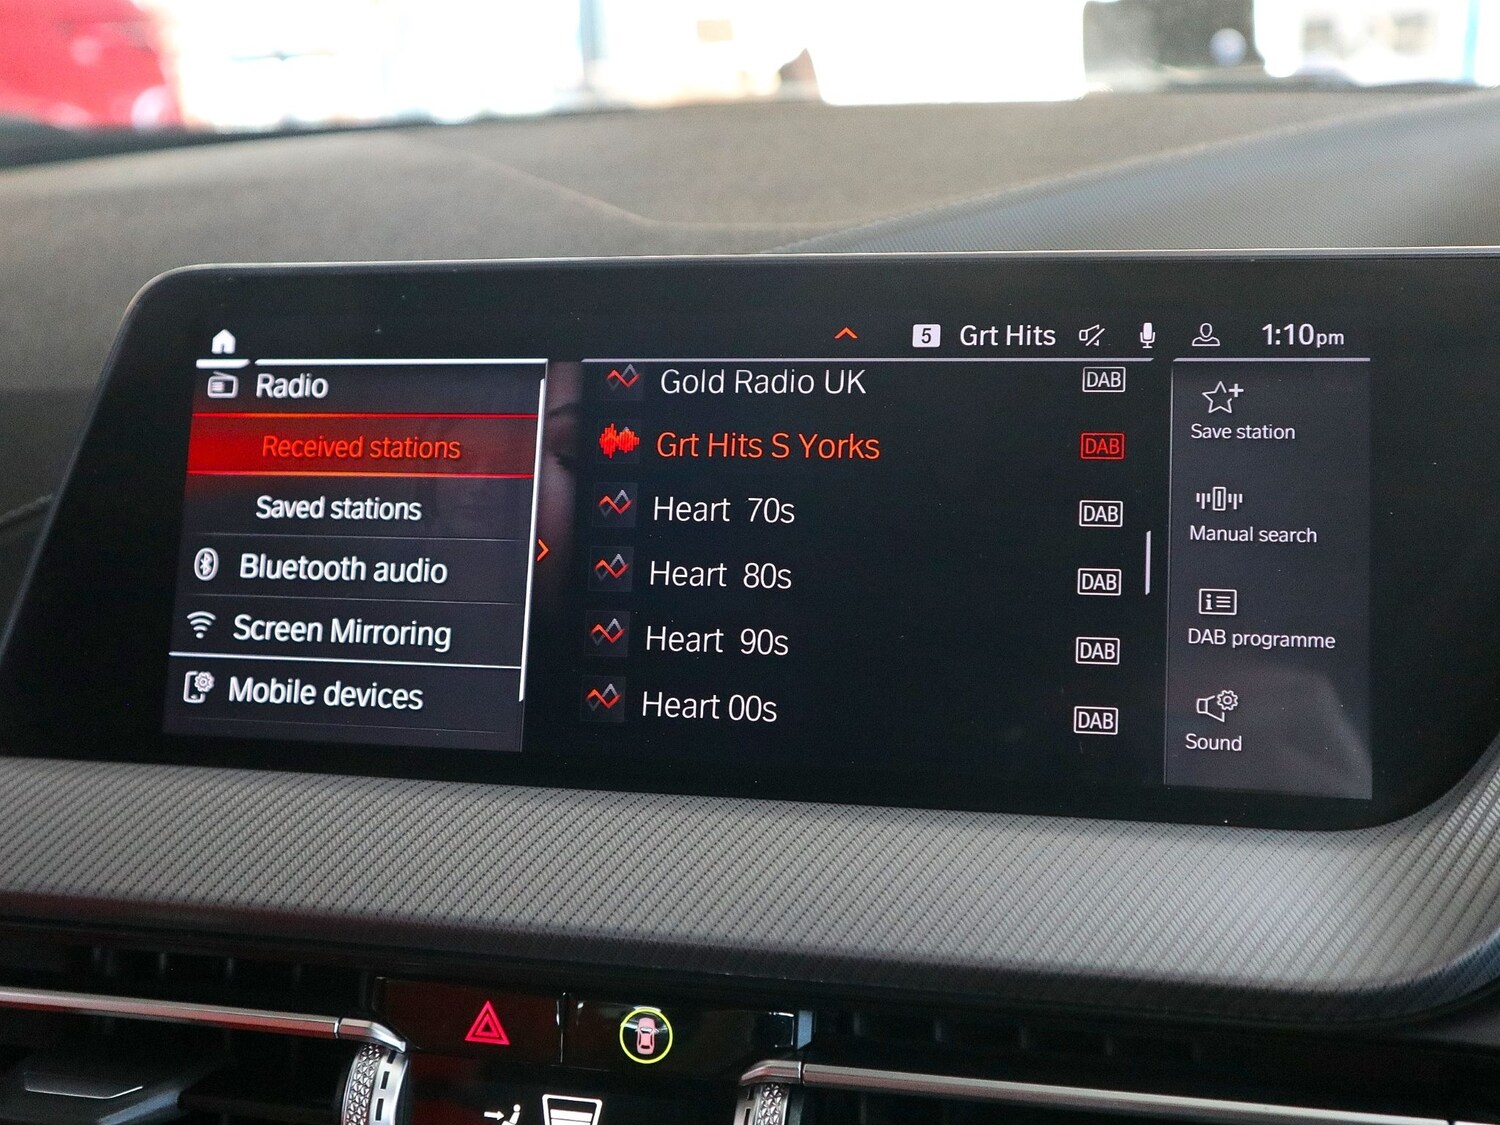 5 Grt Hits 1:10pm
Radio
Received stations
Saved stations
Bluetooth audio
Screen Mirroring
Mobile devices
Gold Radio UK DAB
Grt Hits S Yorks DAB
Heart 70s DAB
Heart 80s DAB
Heart 90s DAB
Heart 00s DAB
Save station
Manual search
DAB programme
Sound